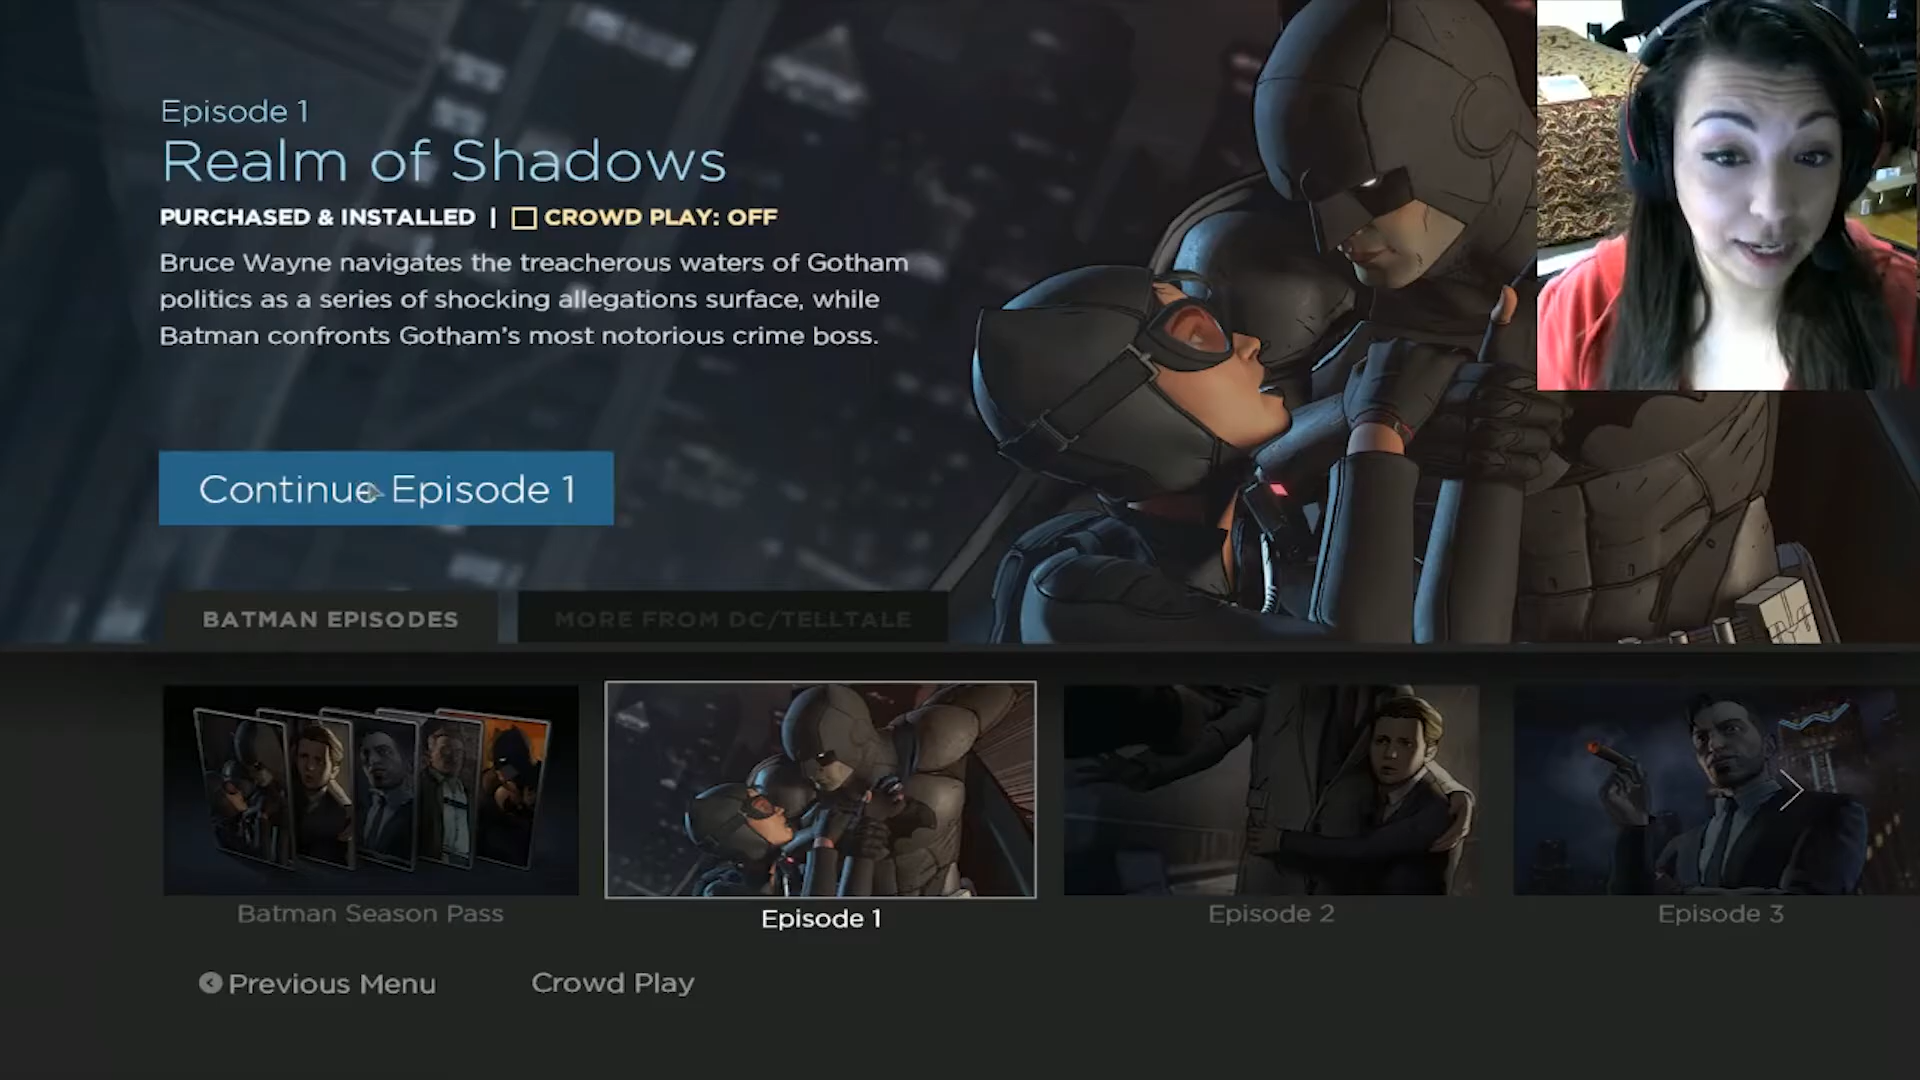 Episode 1
Realm of Shadows
PURCHASED & INSTALLED | CROWD PLAY: OFF
Bruce Wayne navigates the treacherous waters of Gotham
politics as a series of shocking allegations surface, while
Batman confronts Gotham's most notorious crime boss.
Continue Episode 1
BATMAN EPISODES
MORE FROM DC/TELLTALE
Batman Season Pass
Episode 1
Episode 2
Episode 3
Previous Menu
Crowd Play